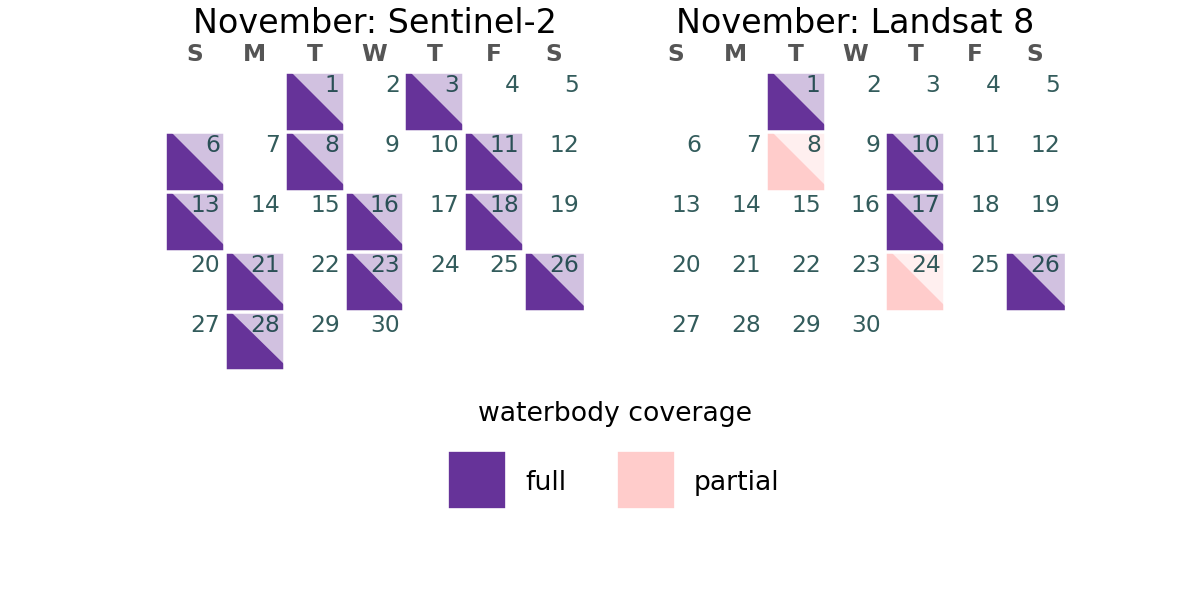 November: Sentinel-2
S M T W T F S
1 2 3 4 5
6 7 8 9 10 11 12
13 14 15 16 17 18 19
20 21 22 23 24 25 26
27 28 29 30
November: Landsat 8
S M T W T F S
1 2 3 4 5
6 7 8 9 10 11 12
13 14 15 16 17 18 19
20 21 22 23 24 25 26
27 28 29 30
waterbody coverage
full
partial